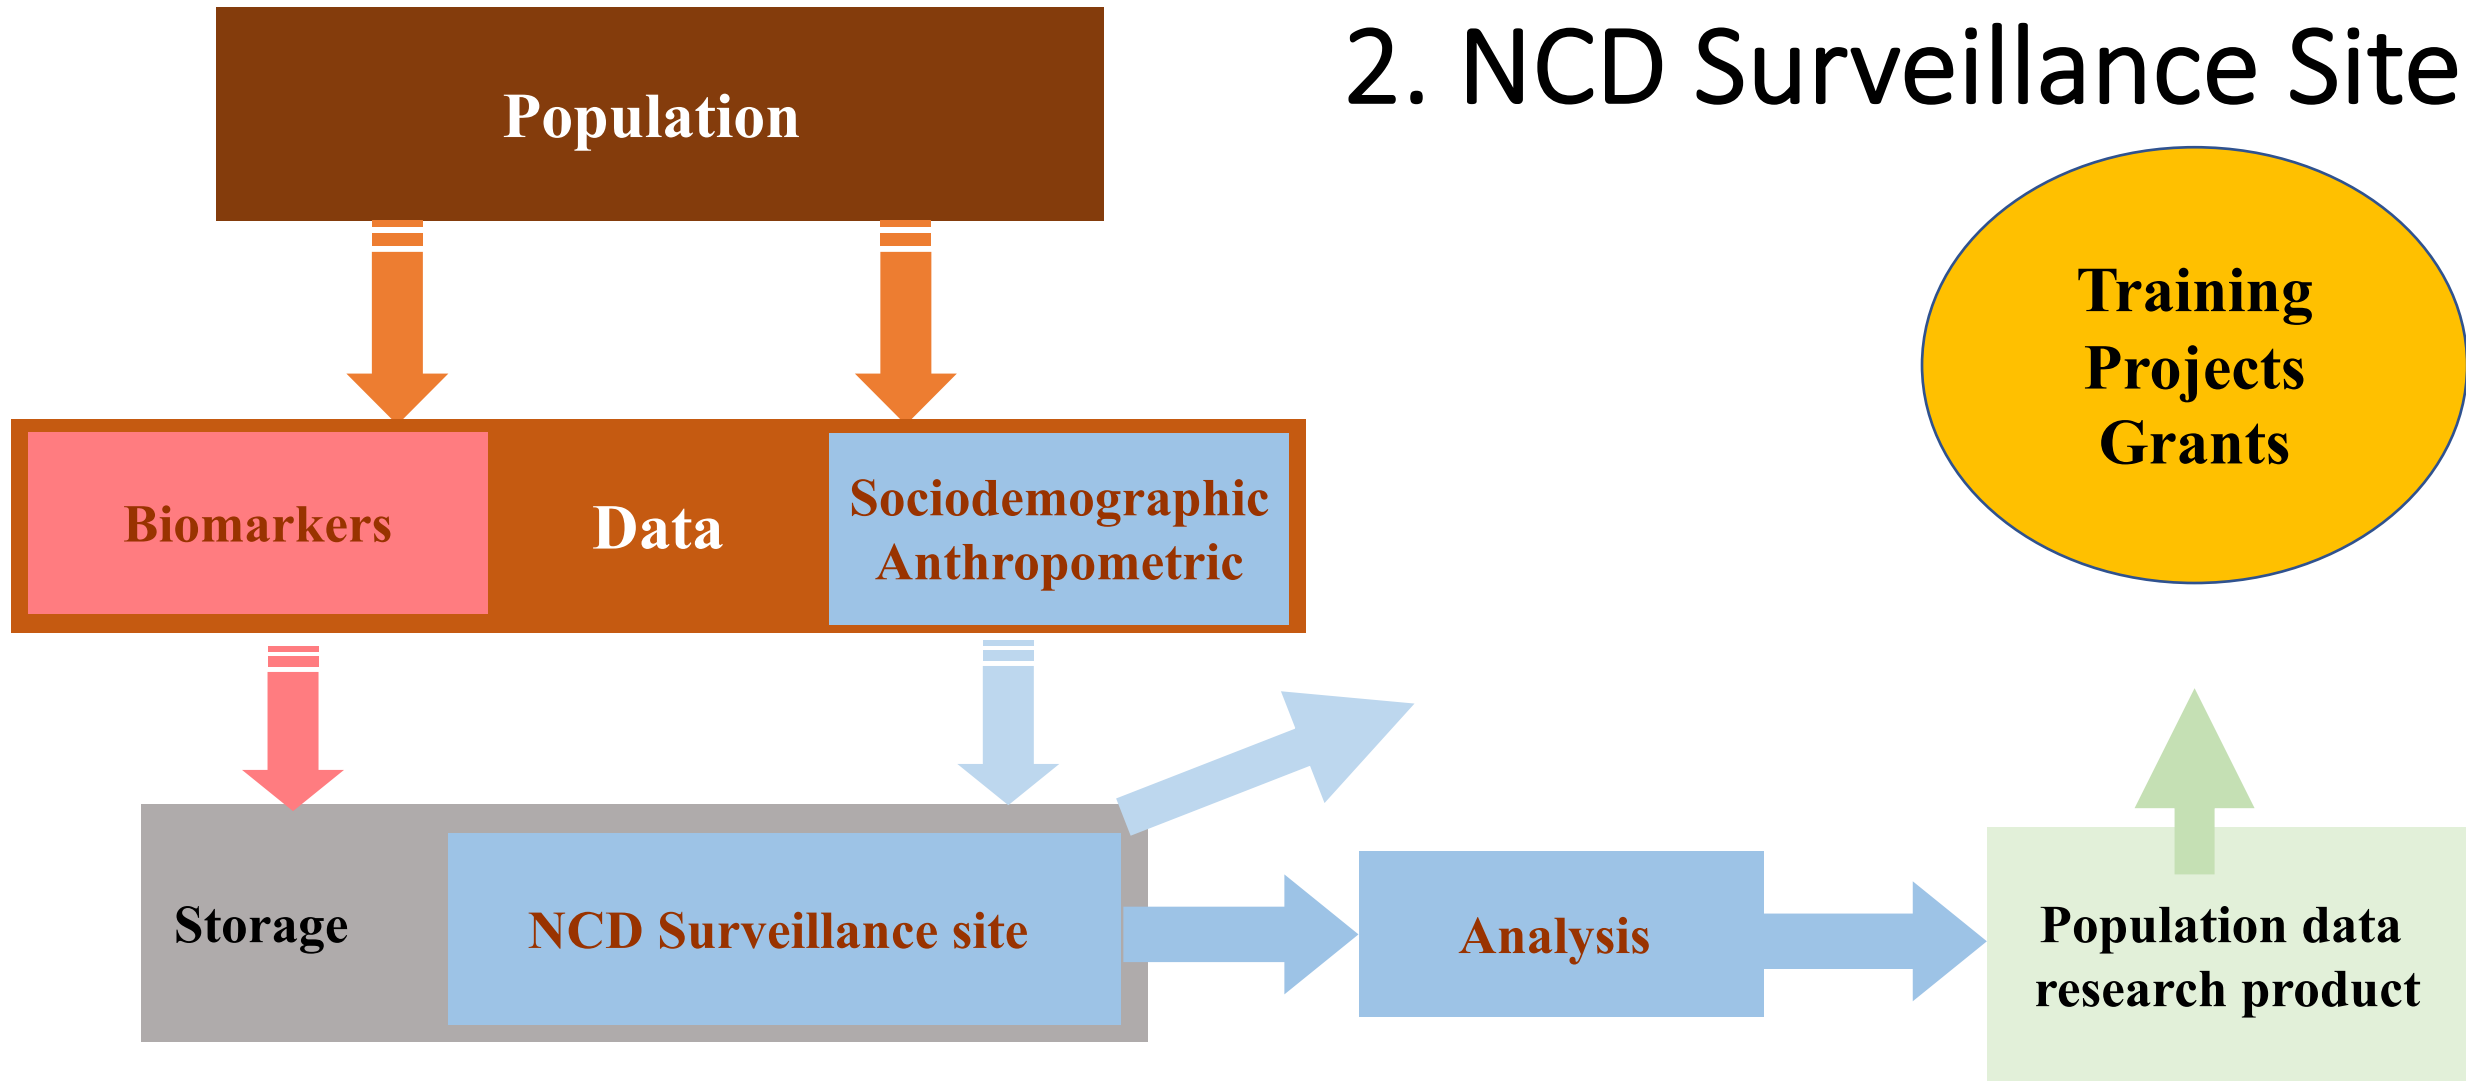 2. NCD Surveillance Site
Population
Training
Projects
Grants
Biomarkers
Data
Sociodemographic
Anthropometric
Storage
NCD Surveillance site
Analysis
Population data
research product